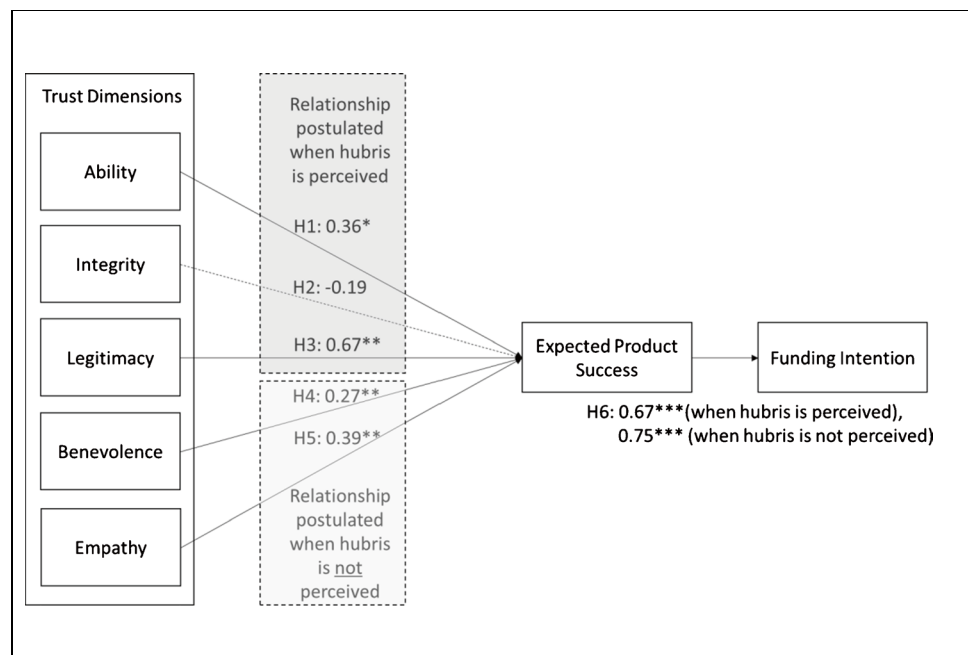 Trust Dimensions
Ability
Integrity
Legitimacy
Benevolence
Empathy
Relationship
postulated
when hubris
is perceived
H1: 0.36*
H2: -0.19
H3: 0.67**
H4: 0.27**
H5: 0.39**
Relationship
postulated
when hubris
is not
perceived
Expected Product
Success
Funding Intention
H6: 0.67***(when hubris is perceived),
0.75*** (when hubris is not perceived)